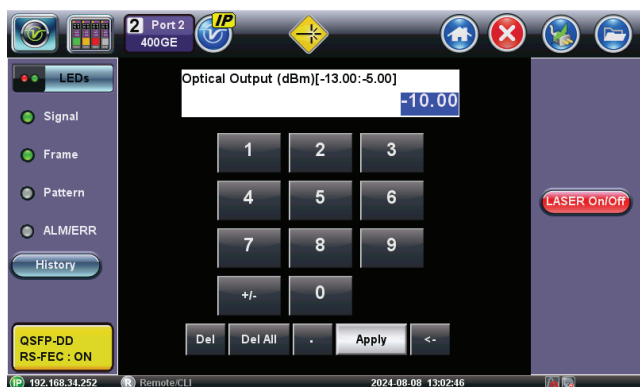 2 Port 2
400GE
IP
LEDs
Optical Output (dBm)[-13.00:-5.00]
-10.00
Signal
Frame
Pattern
ALM/ERR
History
1 2 3
4 5 6
7 8 9
+/- 0
Del Del All . Apply <-
LASER On/Off
QSFP-DD
RS-FEC : ON
IP 192.168.34.252 R Remote/CLI 2024-08-08 13:02:46